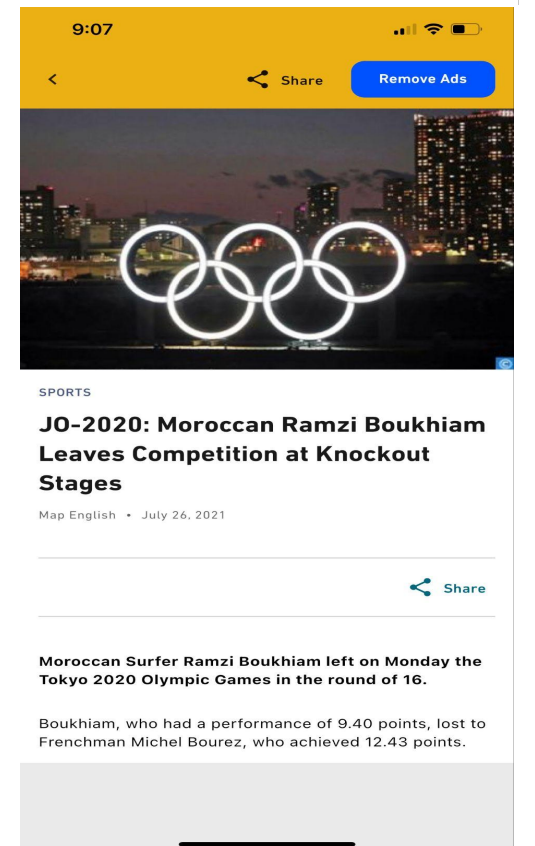 9:07
Share
Remove Ads
©
SPORTS
JO-2020: Moroccan Ramzi Boukhiam
Leaves Competition at Knockout
Stages
Map English • July 26, 2021
Share
Moroccan Surfer Ramzi Boukhiam left on Monday the
Tokyo 2020 Olympic Games in the round of 16.
Boukhiam, who had a performance of 9.40 points, lost to
Frenchman Michel Bourez, who achieved 12.43 points.